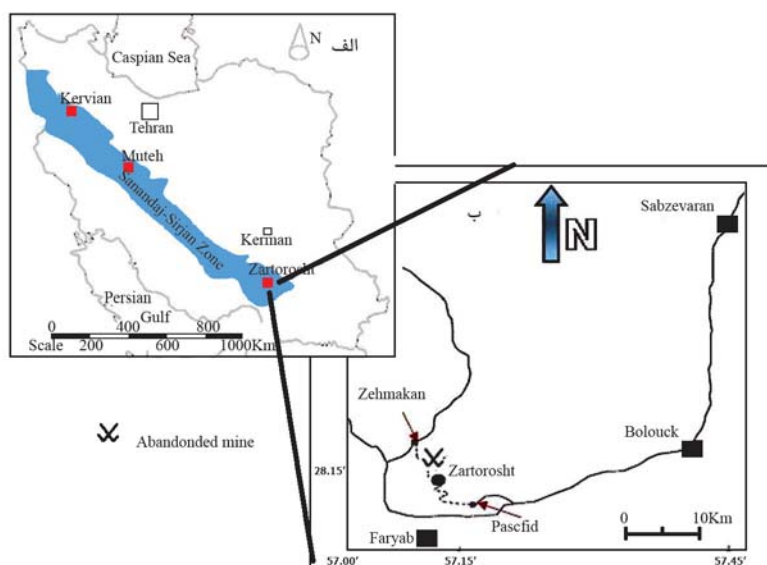 N
الف
Caspian Sea
Kervian
Tehran
Muteh
Sanandaj-Sirjan Zone
Kerman
Zartorosht
Persian
Gulf
0 400 800
Scale 200 600 1000Km
Abandonded mine
ب
N
Sabzevaran
Zehmakan
Bolouck
28.15'
Zartorosht
Pascfid
Faryab
0 10Km
57.00' 57.15' 57.45'